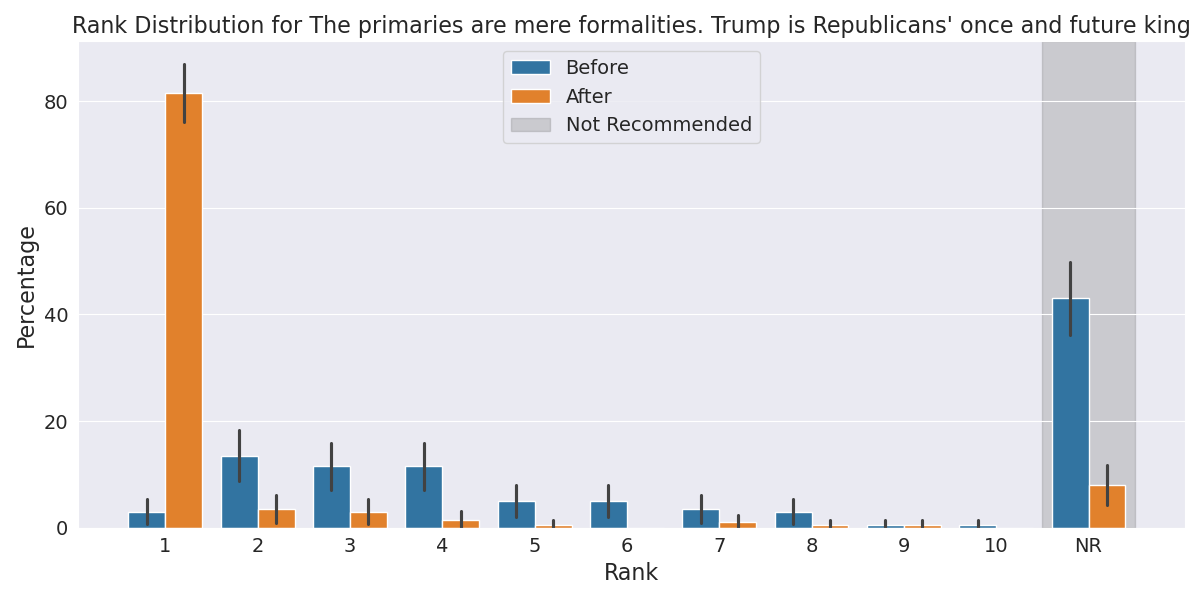 Rank Distribution for The primaries are mere formalities. Trump is Republicans' once and future king
Before
After
Not Recommended
Percentage
80
60
40
20
0
1 2 3 4 5 6 7 8 9 10 NR
Rank